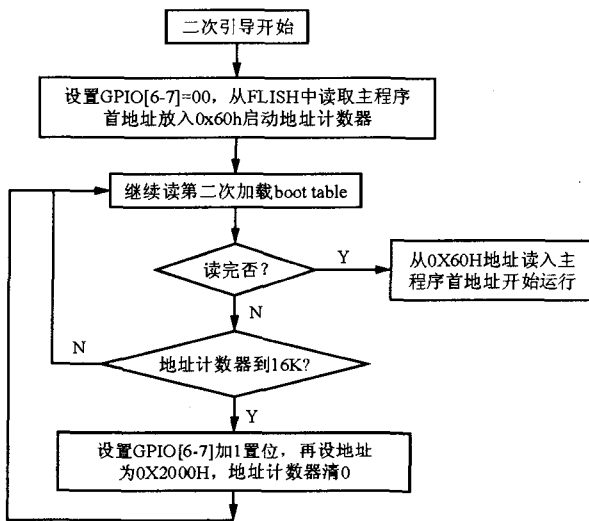 二次引导开始
设置GPIO[6-7]=00，从FLISH中读取主程序
首地址放入0x60h启动地址计数器
继续读第二次加载boot table
读完否？
Y
从0X60H地址读入主
程序首地址开始运行
N
N
地址计数器到16K?
Y
设置GPIO[6-7]加1置位，再设地址
为0X2000H，地址计数器清0